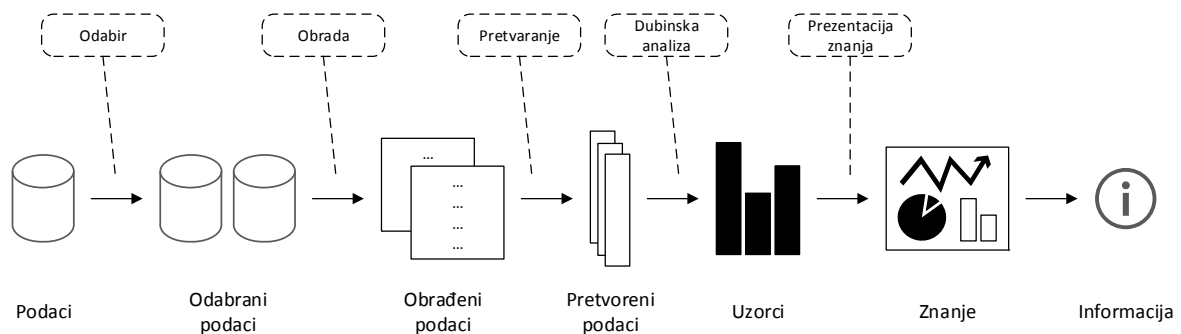 Odabir
Obrada
Pretvaranje
Dubinska
analiza
Prezentacija
znanja
...
...
...
...
...
Podaci
Odabrani
podaci
Obrađeni
podaci
Pretvoreni
podaci
Uzorci
Znanje
Informacija